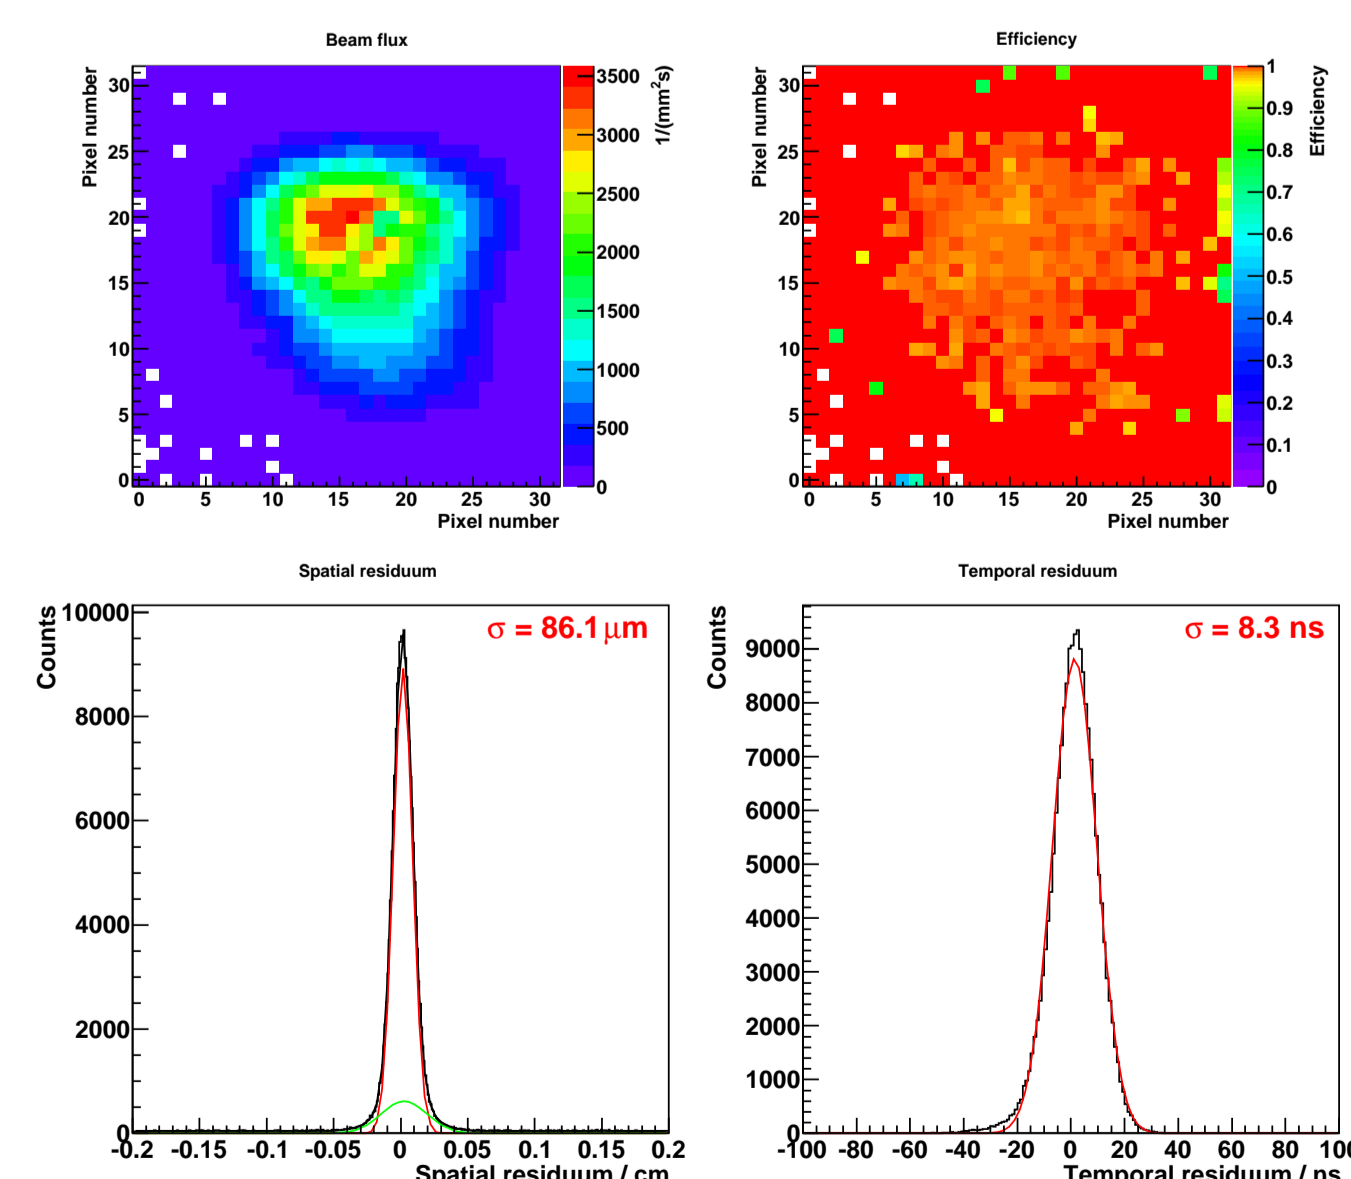 Beam flux
Pixel number
30
25
20
15
10
5
0
0 5 10 15 20 25 30
Pixel number
3500
3000
2500
2000
1500
1000
500
0
1/(mm²s)
Efficiency
Pixel number
30
25
20
15
10
5
0
0 5 10 15 20 25 30
Pixel number
1
0.9
0.8
0.7
0.6
0.5
0.4
0.3
0.2
0.1
0
Efficiency
Spatial residuum
Counts
10000
8000
6000
4000
2000
0
σ = 86.1 μm
-0.2 -0.15 -0.1 -0.05 0 0.05 0.1 0.15 0.2
Spatial residuum / cm
Temporal residuum
Counts
9000
8000
7000
6000
5000
4000
3000
2000
1000
0
σ = 8.3 ns
-100 -80 -60 -40 -20 0 20 40 60 80 100
Temporal residuum / ns